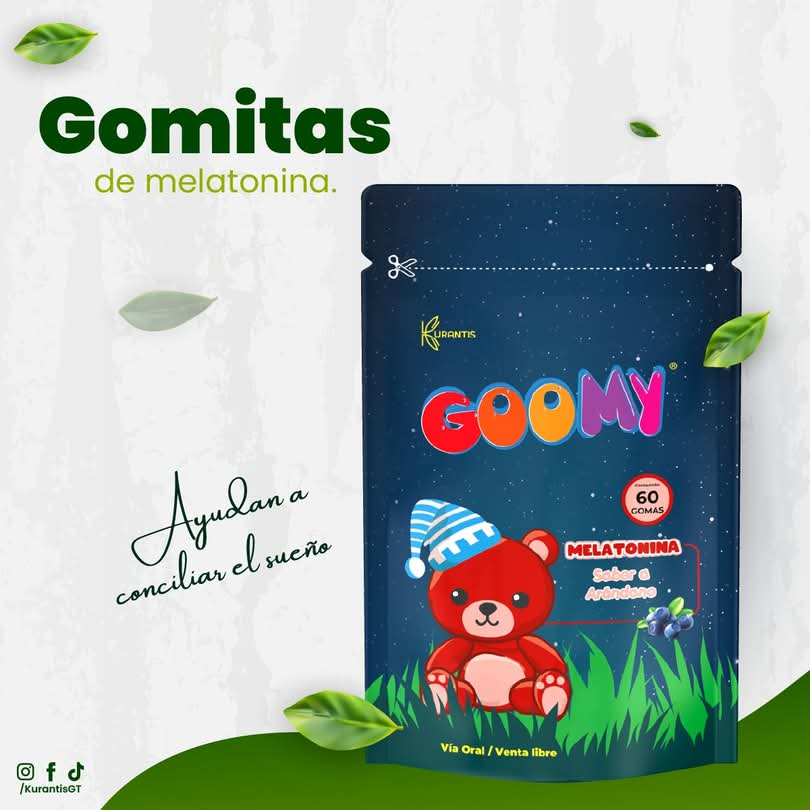 Gomitas
de melatonina.
KURANTIS
GOOMY®
Contenido
60
GOMAS
MELATONINA
Sabor a
Arándano
Ayudan a
conciliar el sueño
Vía Oral / Venta libre
/KurantisGT